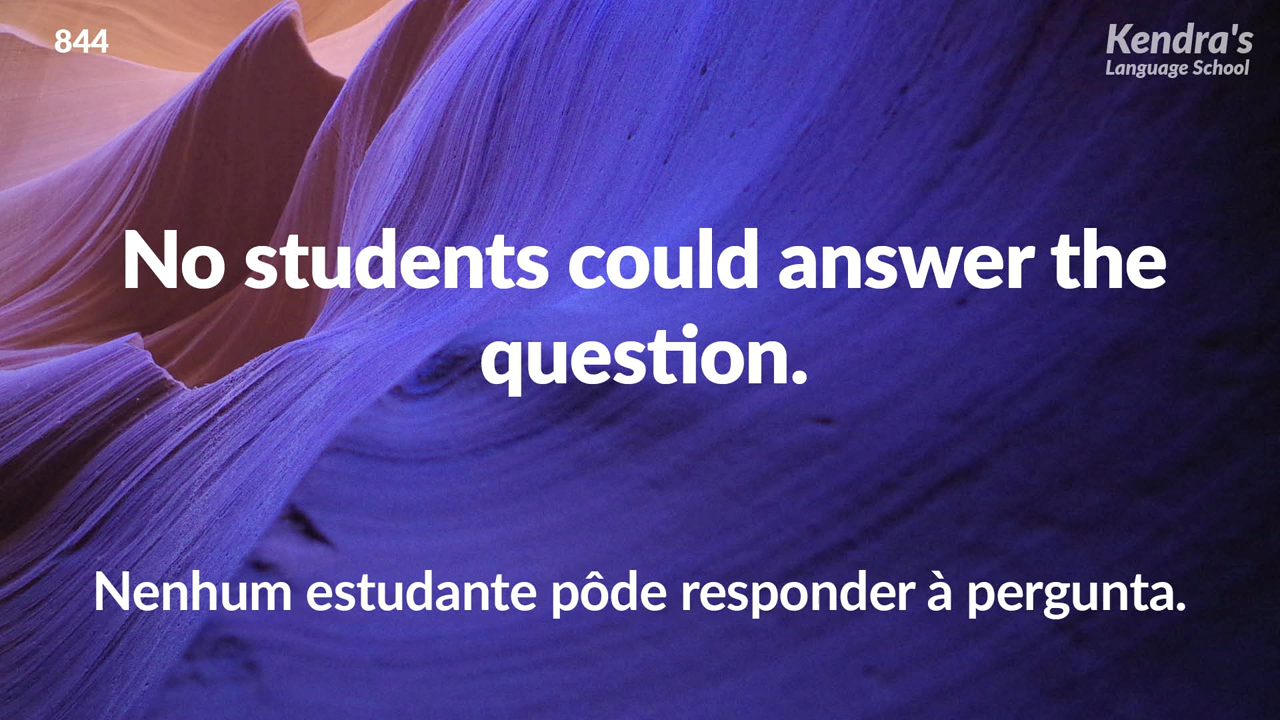 844
Kendra's
Language School
No students could answer the
question.
Nenhum estudante pôde responder à pergunta.